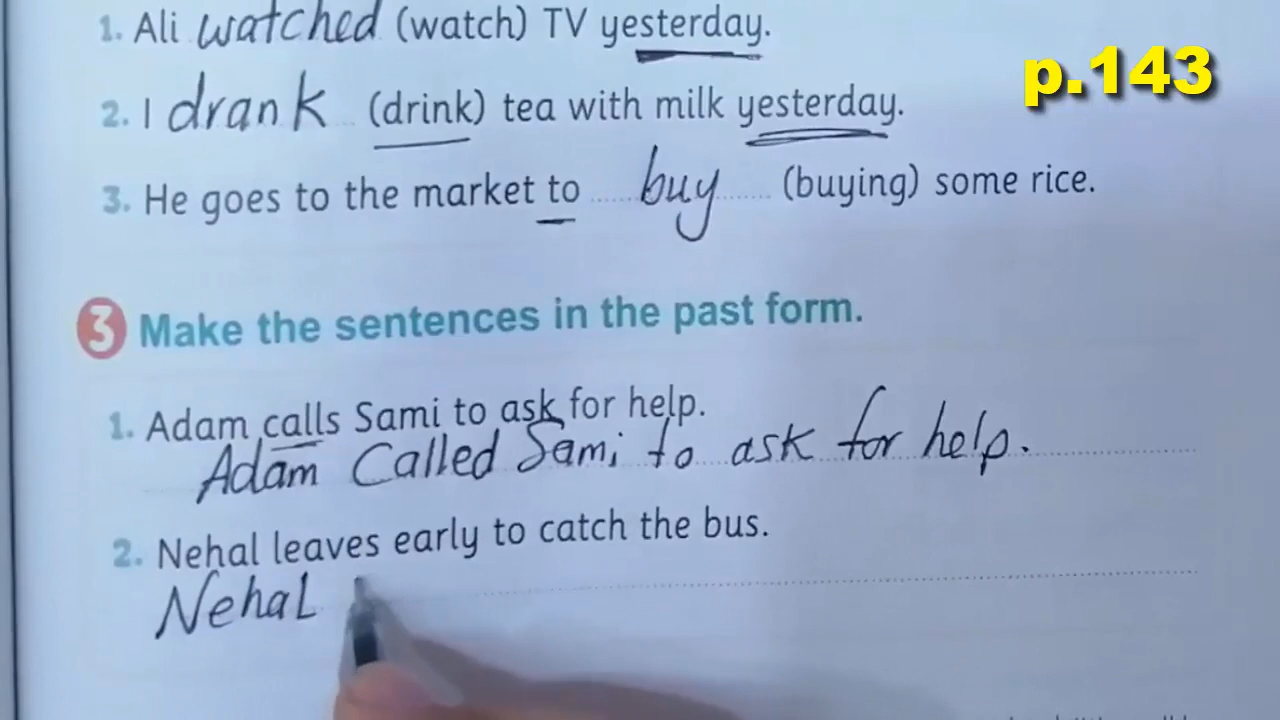 1. Ali watched (watch) TV yesterday.
p.143
2. I drank (drink) tea with milk yesterday.
3. He goes to the market to buy (buying) some rice.
3 Make the sentences in the past form.
1. Adam calls Sami to ask for help.
Adam Called Sami to ask for help.
2. Nehal leaves early to catch the bus.
Nehal